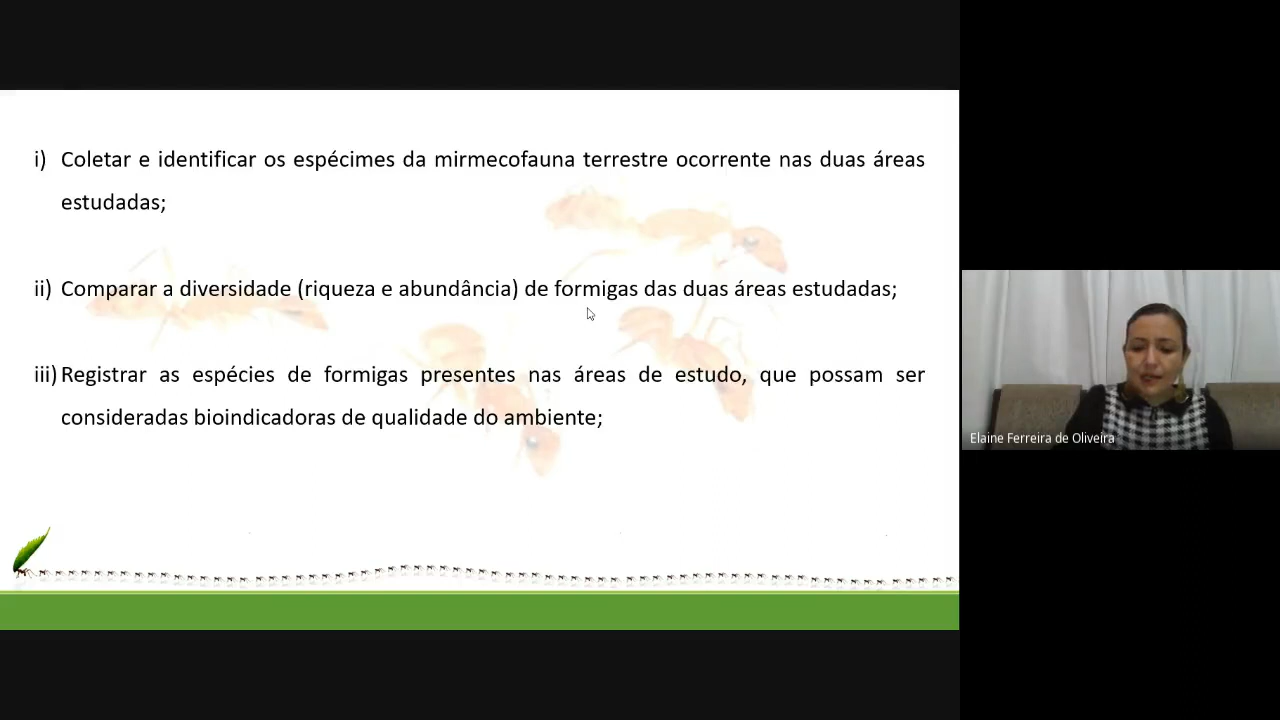 i) Coletar e identificar os espécimes da mirmecofauna terrestre ocorrente nas duas áreas
estudadas;
ii) Comparar a diversidade (riqueza e abundância) de formigas das duas áreas estudadas;
iii) Registrar as espécies de formigas presentes nas áreas de estudo, que possam ser
consideradas bioindicadoras de qualidade do ambiente;
Elaine Ferreira de Oliveira